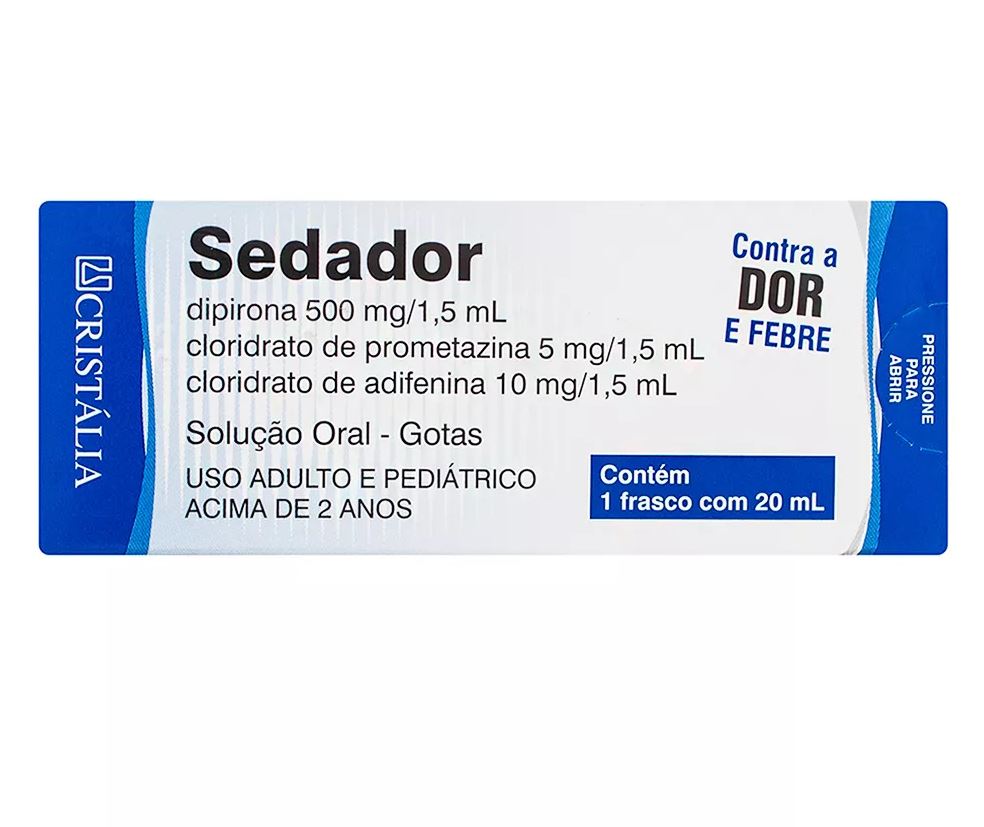 CRISTÁLIA
Sedador
dipirona 500 mg/1,5 mL
cloridrato de prometazina 5 mg/1,5 mL
cloridrato de adifenina 10 mg/1,5 mL
Solução Oral - Gotas
USO ADULTO E PEDIÁTRICO
ACIMA DE 2 ANOS
Contra a
DOR
E FEBRE
Contém
1 frasco com 20 mL
PRESSIONE
PARA
ABRIR